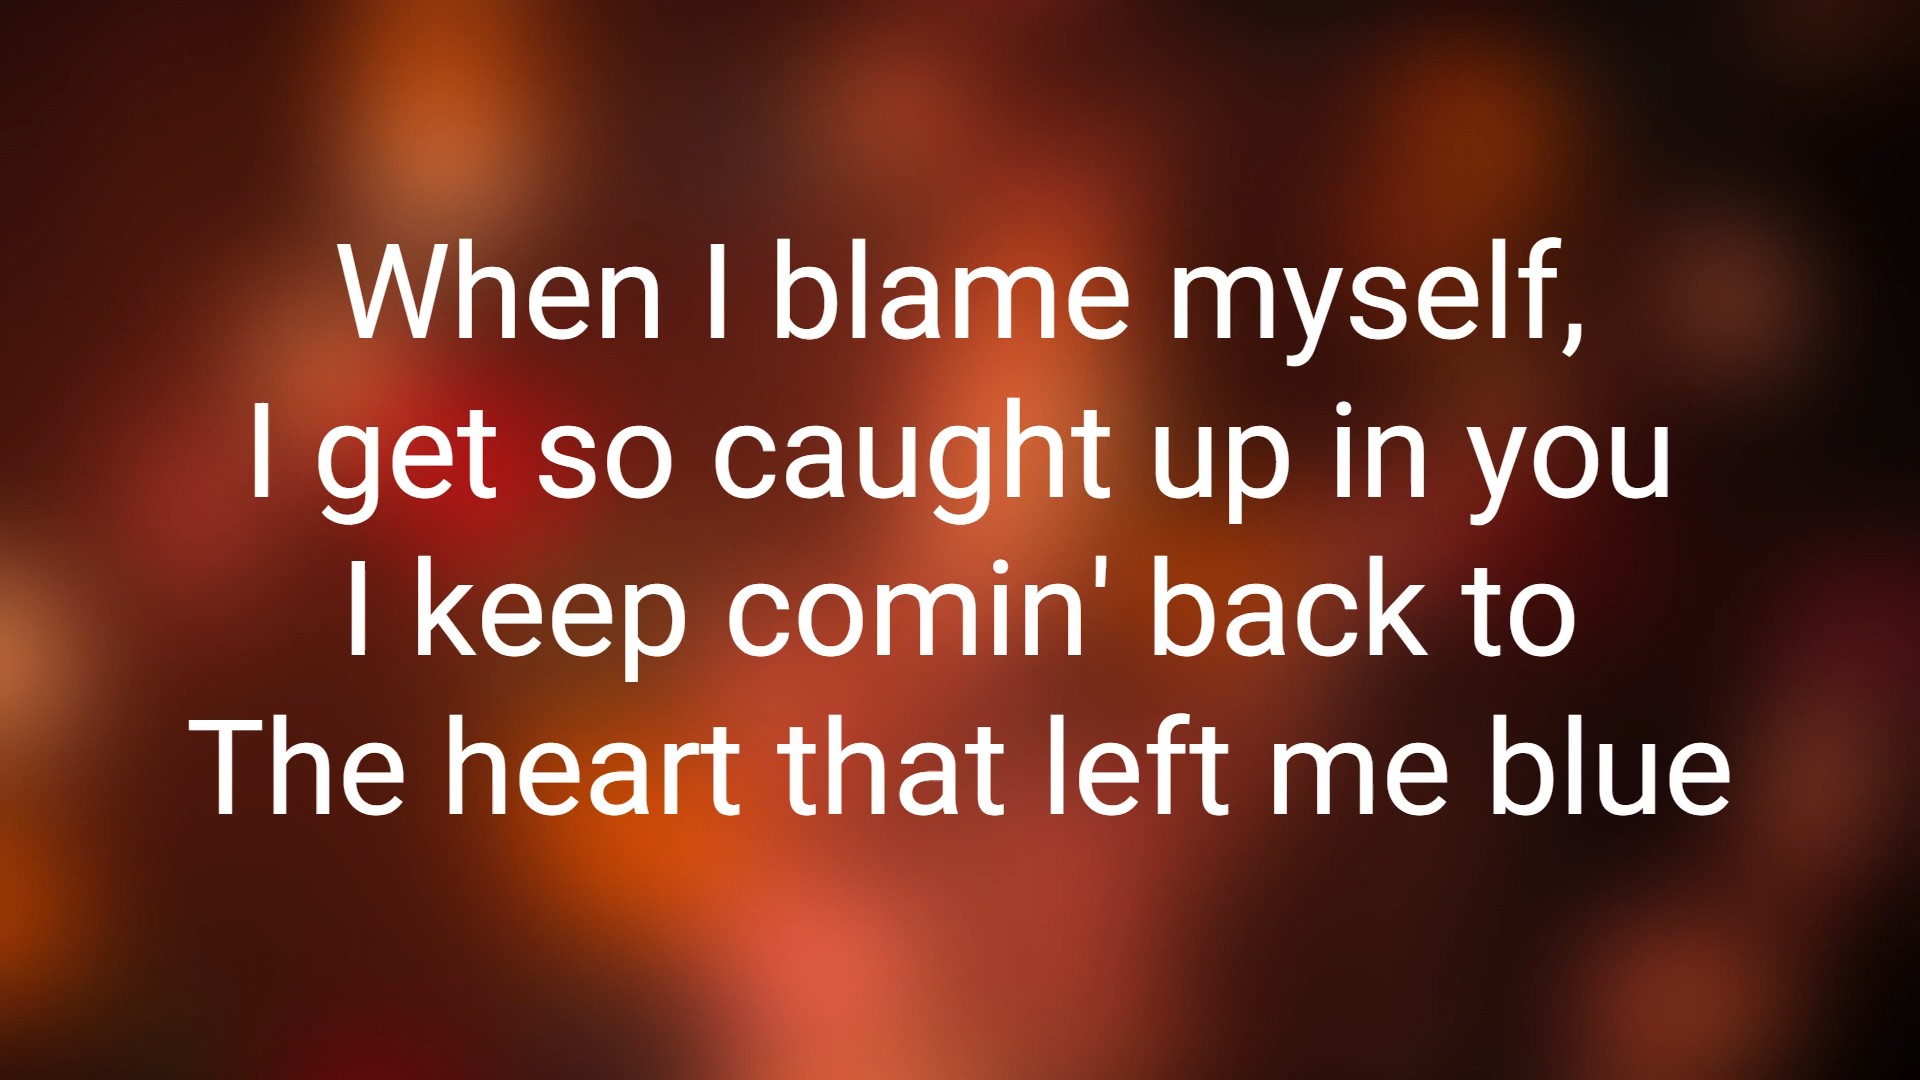 When I blame myself,
I get so caught up in you
I keep comin' back to
The heart that left me blue